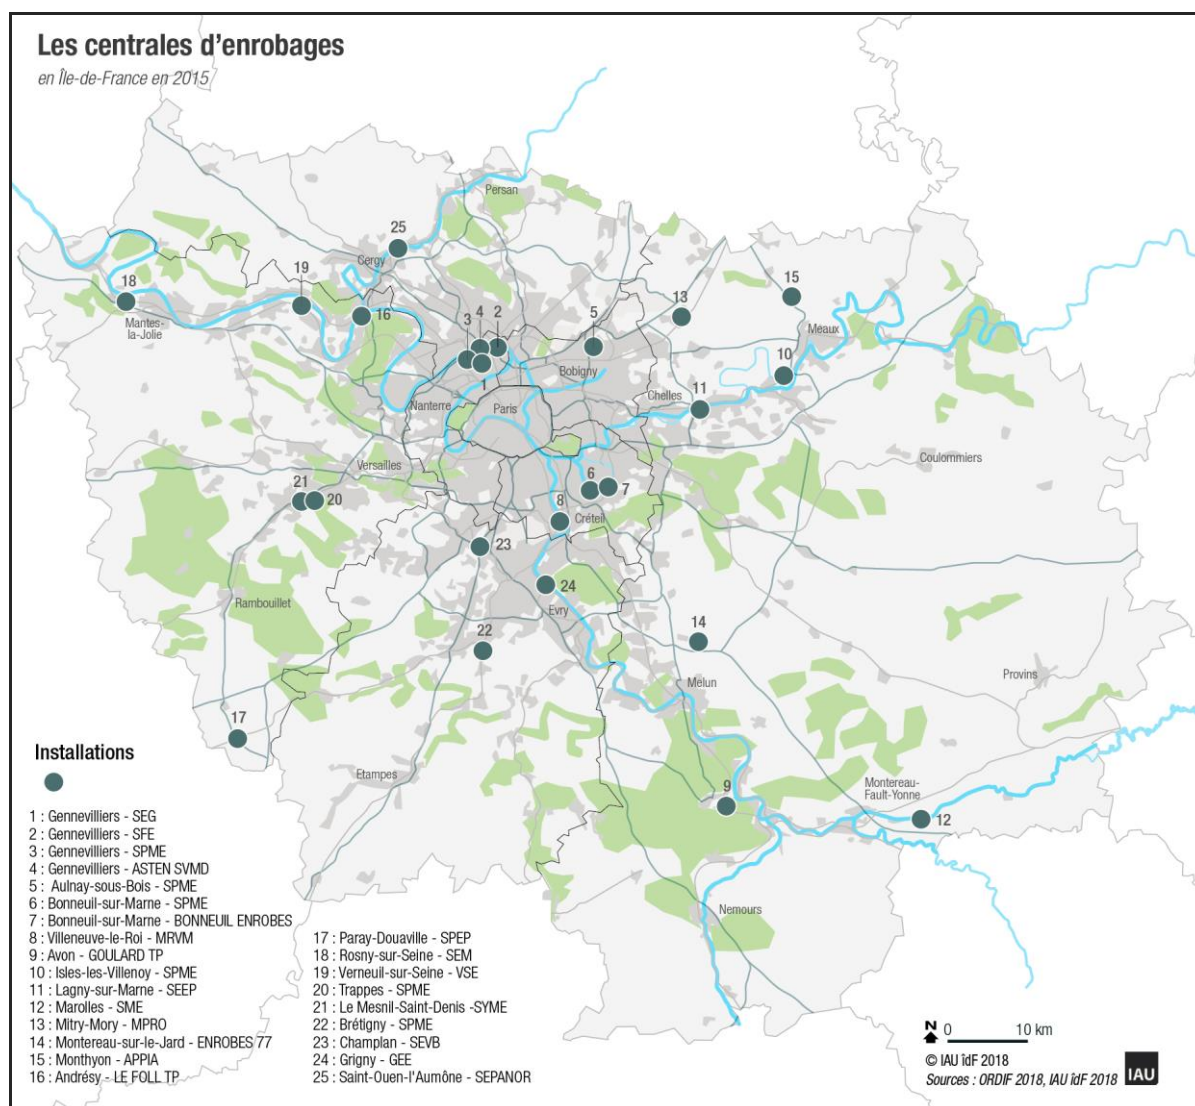 Les centrales d'enrobages
en Île-de-France en 2015
Persan
25
Cergy
19
18
15
13
16
4
2
3
5
Mantes-
la-Jolie
Meaux
10
1
Bobigny
Nanterre
Chelles
11
Paris
Coulommiers
Versailles
21
20
6
7
8
Créteil
23
24
Rambouillet
Evry
14
22
Provins
Melun
17
Etampes
Montereau-
Fault-Yonne
9
12
Nemours
Installations
1 : Gennevilliers - SEG
2 : Gennevilliers - SFE
3 : Gennevilliers - SPME
4 : Gennevilliers - ASTEN SVMD
5 : Aulnay-sous-Bois - SPME
6 : Bonneuil-sur-Marne - SPME
7 : Bonneuil-sur-Marne - BONNEUIL ENROBES
8 : Villeneuve-le-Roi - MRVM
9 : Avon - GOULARD TP
10 : Isles-les-Villenoy - SPME
11 : Lagny-sur-Marne - SEEP
12 : Marolles - SME
13 : Mitry-Mory - MPRO
14 : Montereau-sur-le-Jard - ENROBES 77
15 : Monthyon - APPIA
16 : Andrésy - LE FOLL TP
17 : Paray-Douaville - SPEP
18 : Rosny-sur-Seine - SEM
19 : Verneuil-sur-Seine - VSE
20 : Trappes - SPME
21 : Le Mesnil-Saint-Denis -SYME
22 : Brétigny - SPME
23 : Champlan - SEVB
24 : Grigny - GEE
25 : Saint-Ouen-l'Aumône - SEPANOR
N
0 10 km
© IAU îdF 2018
Sources : ORDIF 2018, IAU îdF 2018
IAU